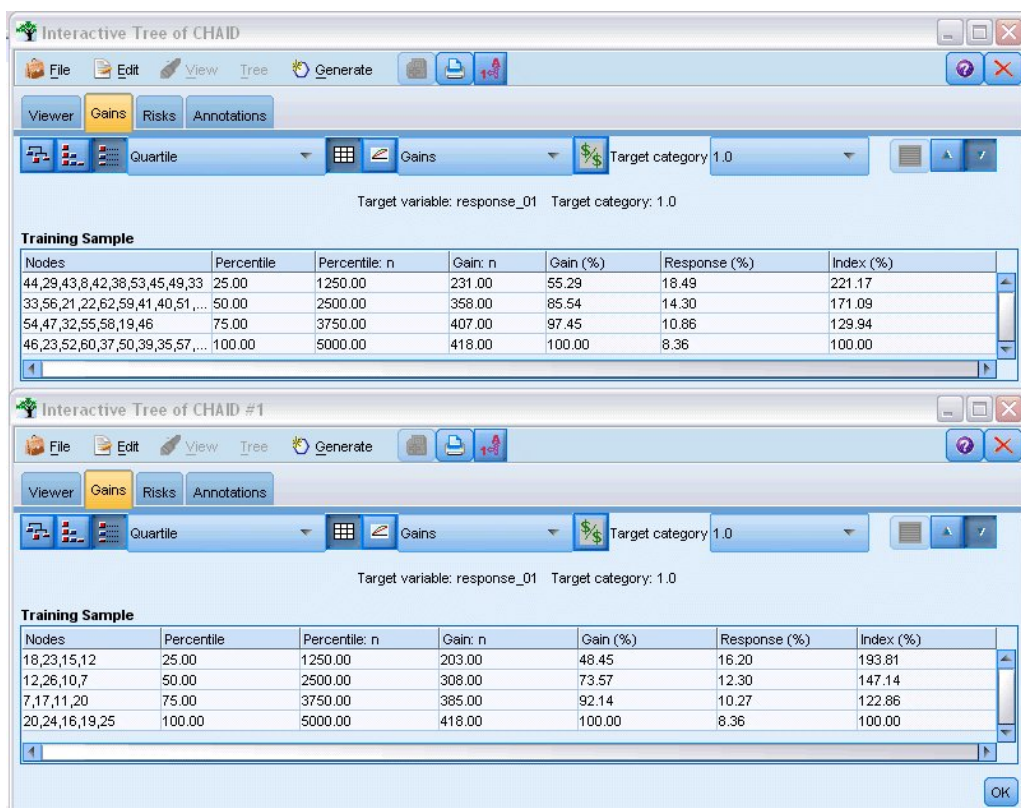 Interactive Tree of CHAID
File Edit View Tree Generate
Viewer Gains Risks Annotations
Quartile Gains $/$ Target category 1.0
Target variable: response_01 Target category: 1.0
Training Sample
Nodes Percentile Percentile: n Gain: n Gain (%) Response (%) Index (%)
44,29,43,8,42,38,53,45,49,33 25.00 1250.00 231.00 55.29 18.49 221.17
33,56,21,22,62,59,41,40,51,... 50.00 2500.00 358.00 85.54 14.30 171.09
54,47,32,55,58,19,46 75.00 3750.00 407.00 97.45 10.86 129.94
46,23,52,60,37,50,39,35,57,... 100.00 5000.00 418.00 100.00 8.36 100.00
Interactive Tree of CHAID #1
File Edit View Tree Generate
Viewer Gains Risks Annotations
Quartile Gains $/$ Target category 1.0
Target variable: response_01 Target category: 1.0
Training Sample
Nodes Percentile Percentile: n Gain: n Gain (%) Response (%) Index (%)
18,23,15,12 25.00 1250.00 203.00 48.45 16.20 193.81
12,26,10,7 50.00 2500.00 308.00 73.57 12.30 147.14
7,17,11,20 75.00 3750.00 385.00 92.14 10.27 122.86
20,24,16,19,25 100.00 5000.00 418.00 100.00 8.36 100.00
OK